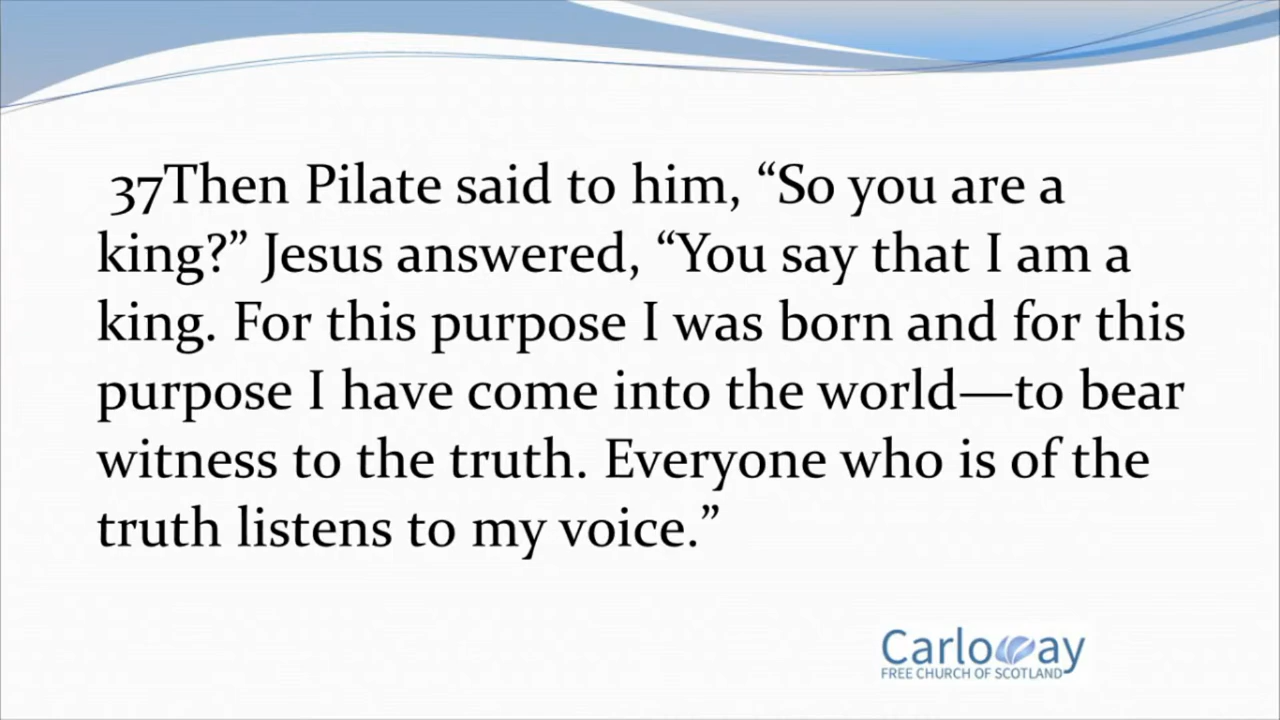 37Then Pilate said to him, “So you are a
king?” Jesus answered, “You say that I am a
king. For this purpose I was born and for this
purpose I have come into the world—to bear
witness to the truth. Everyone who is of the
truth listens to my voice.”
Carloway
FREE CHURCH OF SCOTLAND